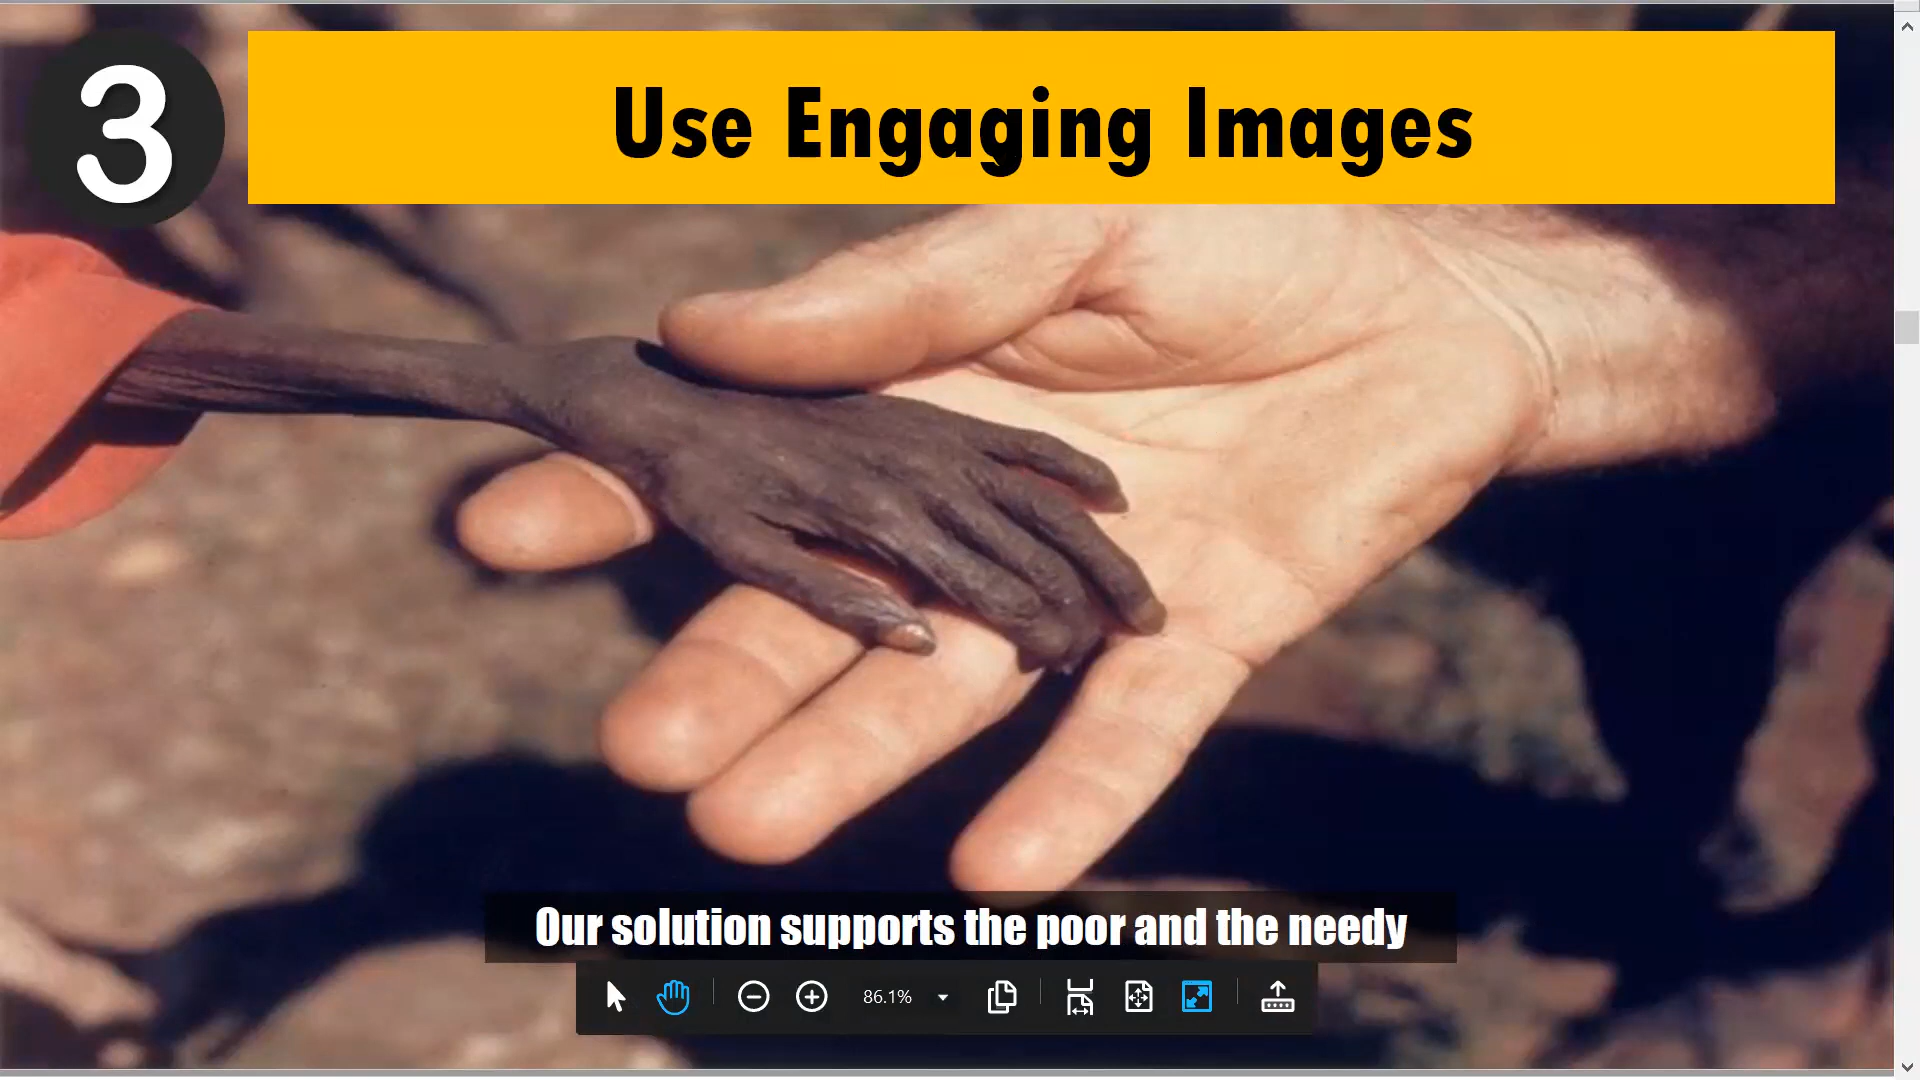 3
Use Engaging Images
Our solution supports the poor and the needy
86.1%